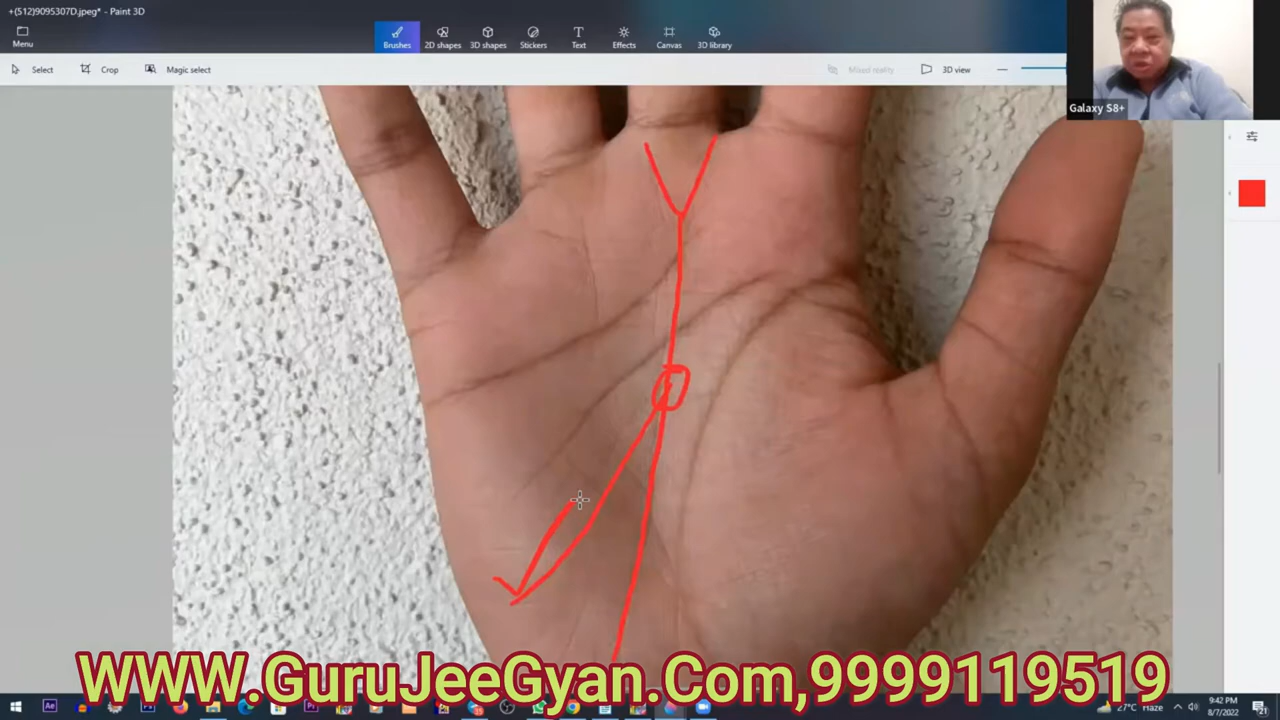 +(512)9095307D.jpeg* - Paint 3D
Menu
Brushes
2D shapes
3D shapes
Stickers
Text
Effects
Canvas
3D library
Select
Crop
Magic select
Mixed reality
3D view
Galaxy S8+
WWW.GuruJeeGyan.Com,9999119519
27°C Haze
9:42 PM
8/7/2022
21